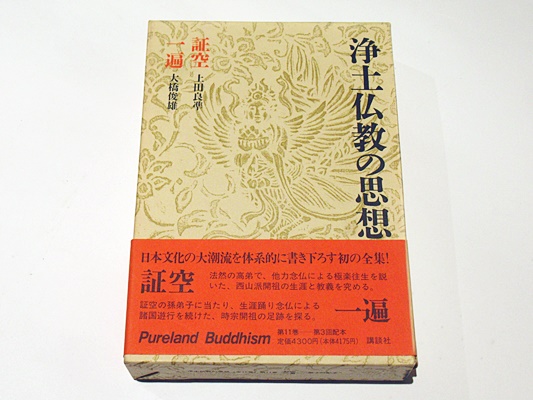 浄土仏教の思想
証空 上田良準
一遍 大橋俊雄
日本文化の大潮流を体系的に書き下ろす初の全集!
証空
法然の高弟で、他力念仏による極楽往生を説
いた、西山派開祖の生涯と教義を究める。
証空の孫弟子に当たり、生涯踊り念仏による
諸国遊行を続けた、時宗開祖の足跡を探る。
一遍
Pureland Buddhism
第11巻——第3回配本
定価4300円(本体4175円)
講談社